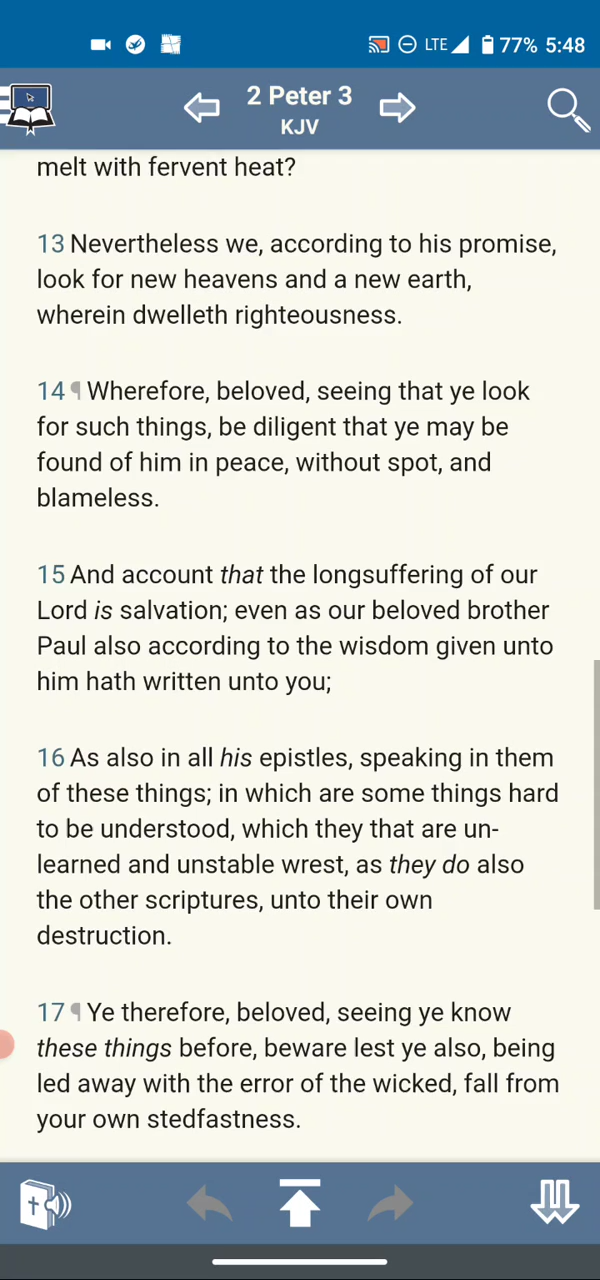 LTE 77% 5:48
2 Peter 3
KJV
melt with fervent heat?
13 Nevertheless we, according to his promise,
look for new heavens and a new earth,
wherein dwelleth righteousness.
14 ¶ Wherefore, beloved, seeing that ye look
for such things, be diligent that ye may be
found of him in peace, without spot, and
blameless.
15 And account that the longsuffering of our
Lord is salvation; even as our beloved brother
Paul also according to the wisdom given unto
him hath written unto you;
16 As also in all his epistles, speaking in them
of these things; in which are some things hard
to be understood, which they that are un-
learned and unstable wrest, as they do also
the other scriptures, unto their own
destruction.
17 ¶ Ye therefore, beloved, seeing ye know
these things before, beware lest ye also, being
led away with the error of the wicked, fall from
your own stedfastness.